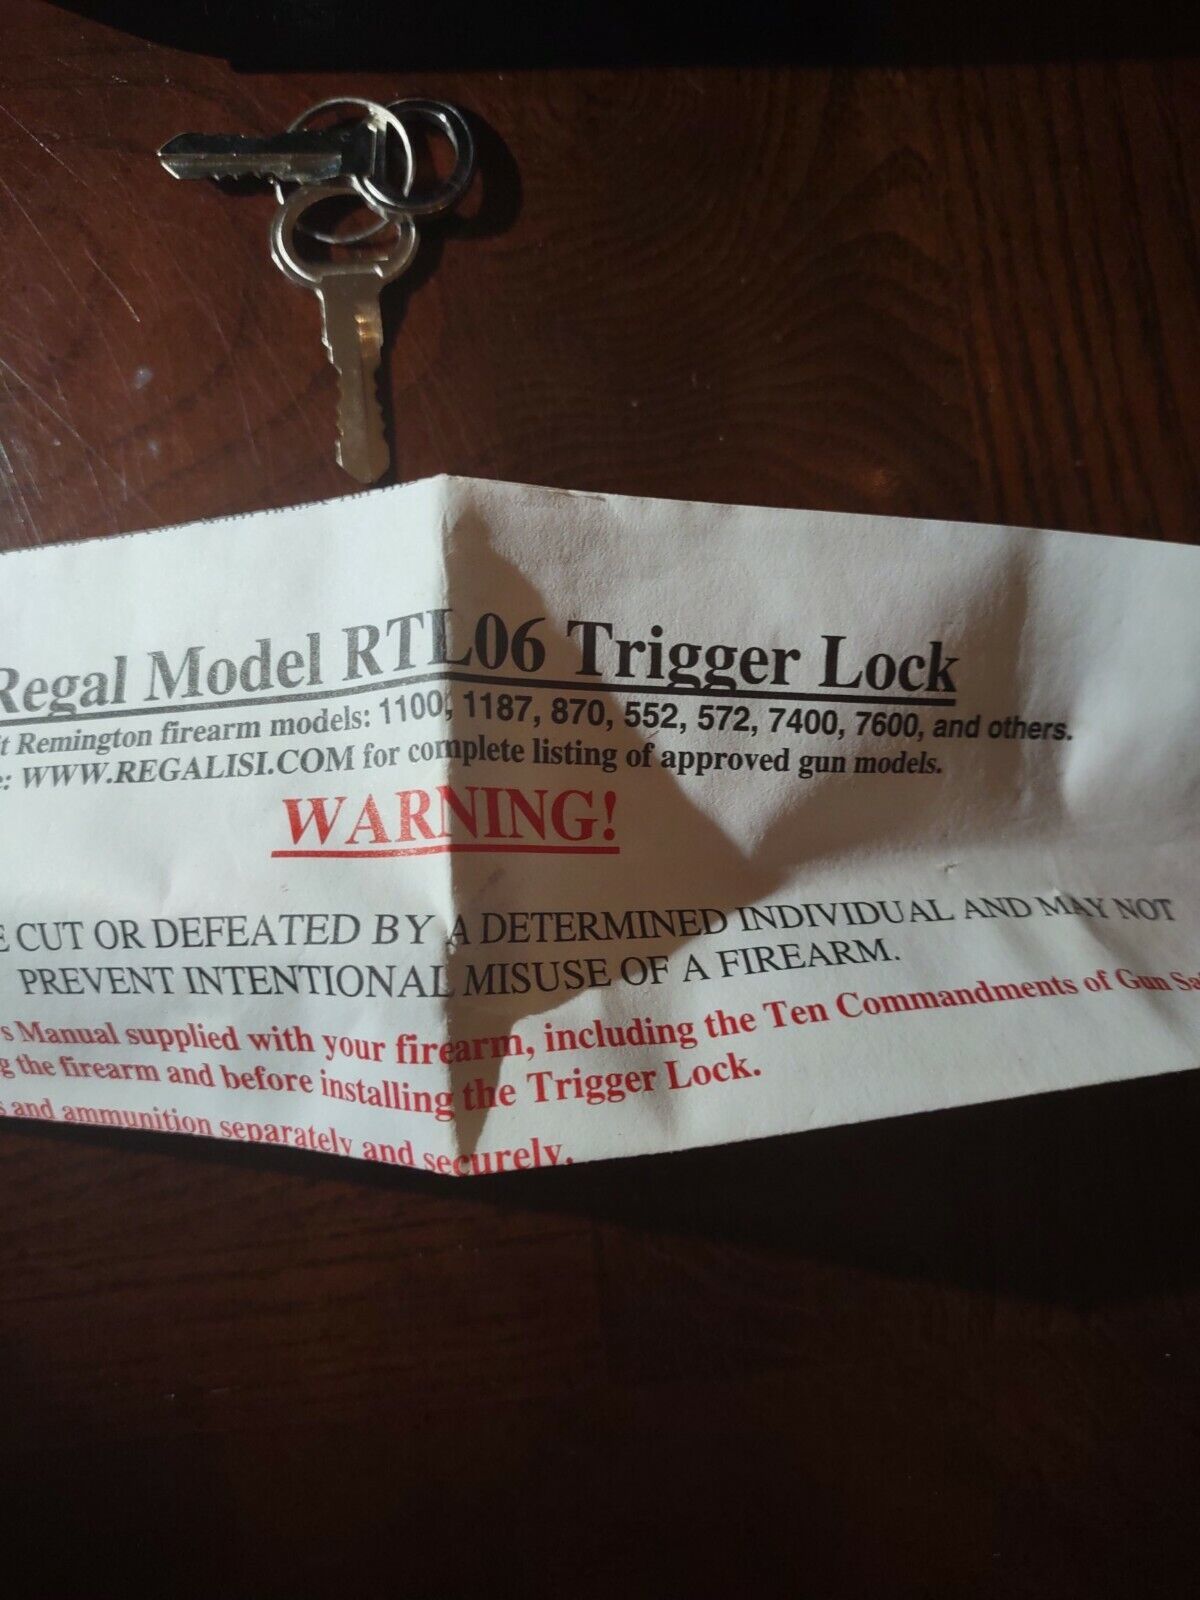 Regal Model RTL06 Trigger Lock
t Remington firearm models: 1100, 1187, 870, 552, 572, 7400, 7600, and others.
: WWW.REGALISI.COM for complete listing of approved gun models.
WARNING!
E CUT OR DEFEATED BY A DETERMINED INDIVIDUAL AND MAY NOT
PREVENT INTENTIONAL MISUSE OF A FIREARM.
s Manual supplied with your firearm, including the Ten Commandments of Gun Sa
g the firearm and before installing the Trigger Lock.
s and ammunition separately and securely.